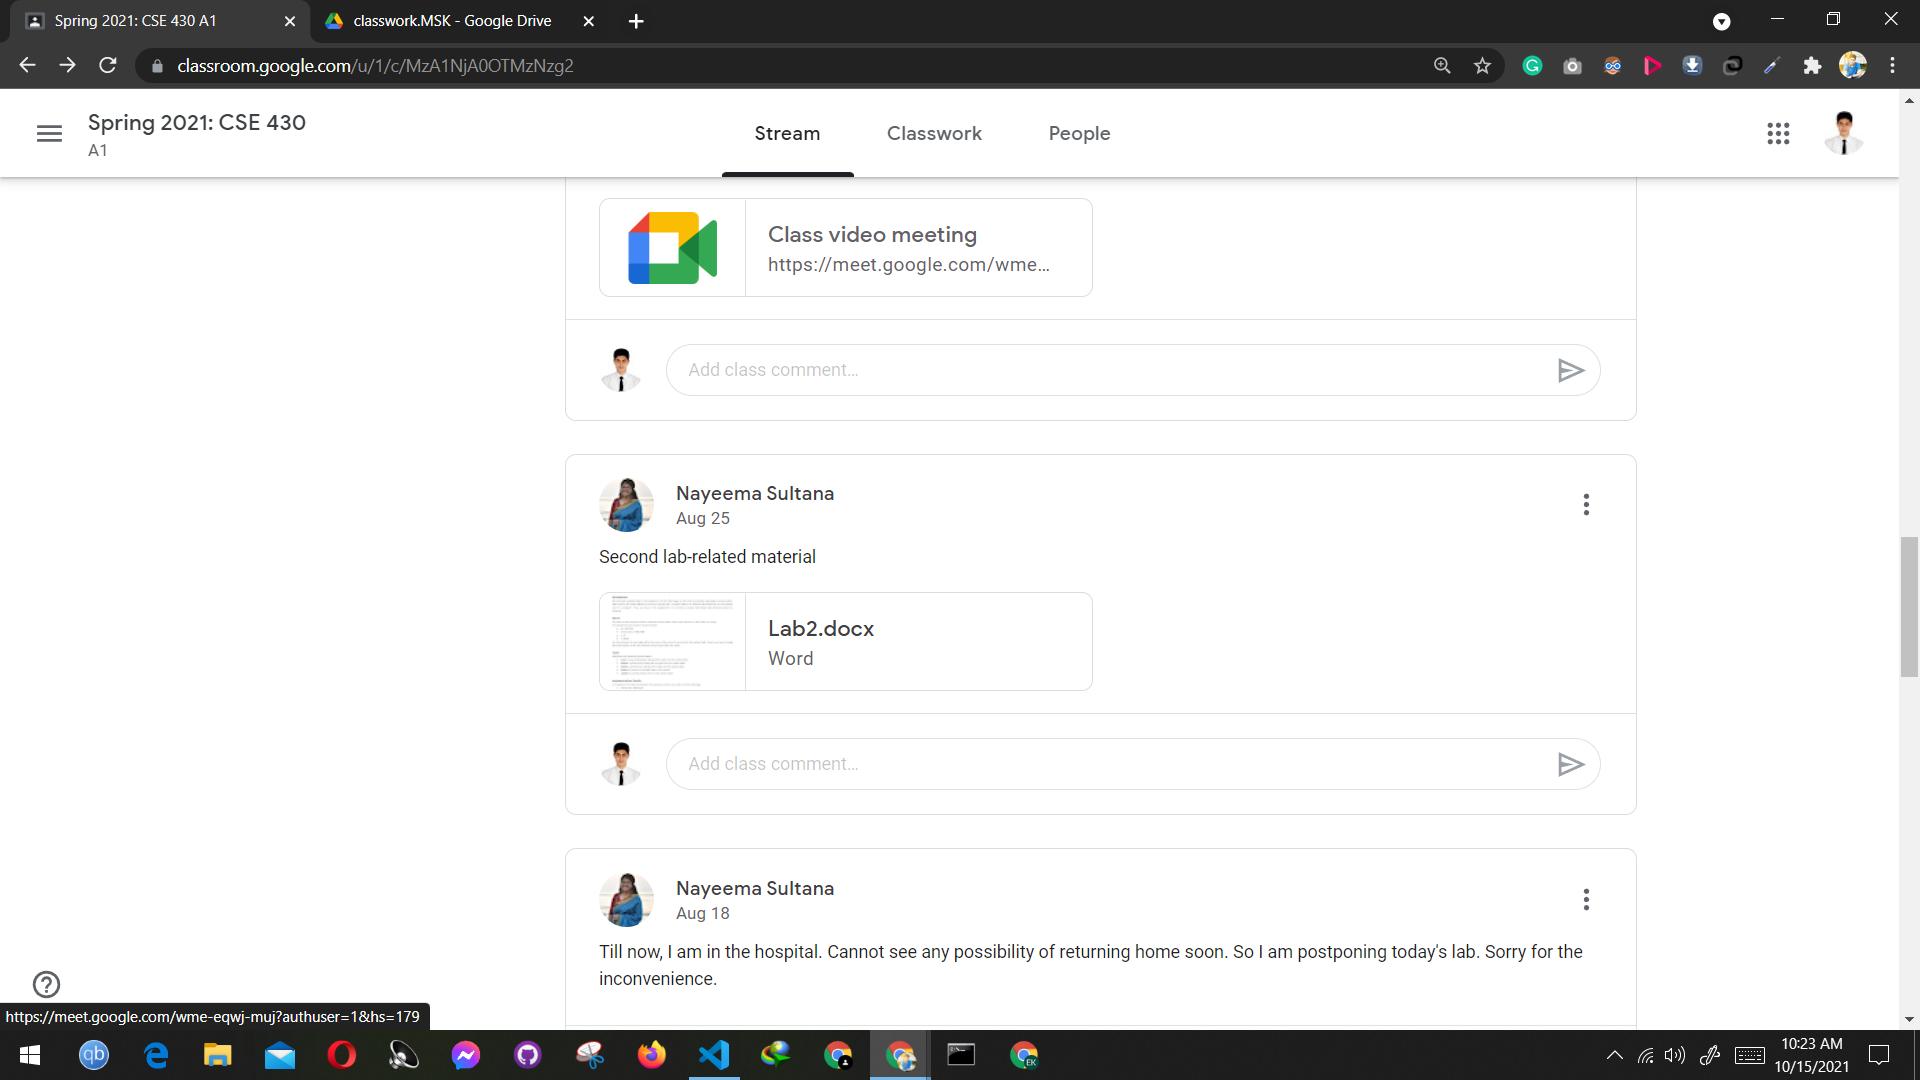 Spring 2021: CSE 430 A1
classwork.MSK - Google Drive
classroom.google.com/u/1/c/MzA1NjA0OTMzNzg2
Spring 2021: CSE 430
A1
Stream
Classwork
People
Class video meeting
https://meet.google.com/wme...
Add class comment...
Nayeema Sultana
Aug 25
Second lab-related material
Lab2.docx
Word
Add class comment...
Nayeema Sultana
Aug 18
Till now, I am in the hospital. Cannot see any possibility of returning home soon. So I am postponing today's lab. Sorry for the
inconvenience.
https://meet.google.com/wme-eqwj-muj?authuser=1&hs=179
qb
EK
10:23 AM
10/15/2021